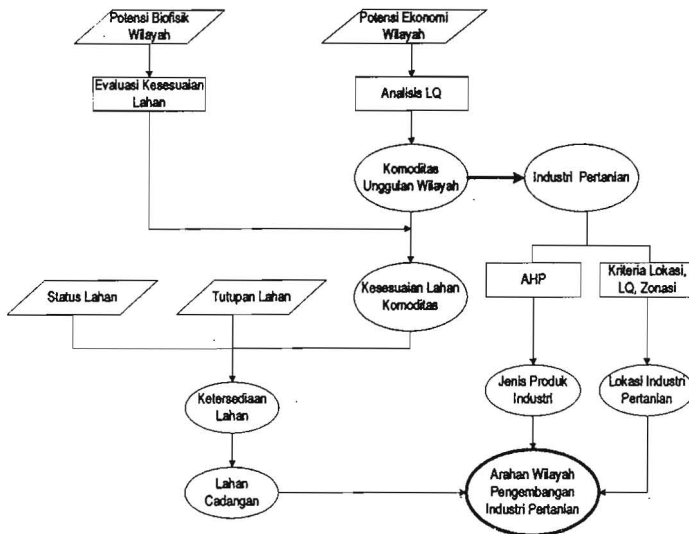 Potensi Biofisik
Wilayah
Potensi Ekonomi
Wilayah
Evaluasi Kesesuaian
Lahan
Analisis LQ
Komoditas
Unggulan Wilayah
Industri Pertanian
Status Lahan
Tutupan Lahan
Kesesuaian Lahan
Komoditas
AHP
Kriteria Lokasi,
LQ, Zonasi
Ketersediaan
Lahan
Jenis Produk
Industri
Lokasi Industri
Pertanian
Lahan
Cadangan
Arahan Wilayah
Pengembangan
Industri Pertanian